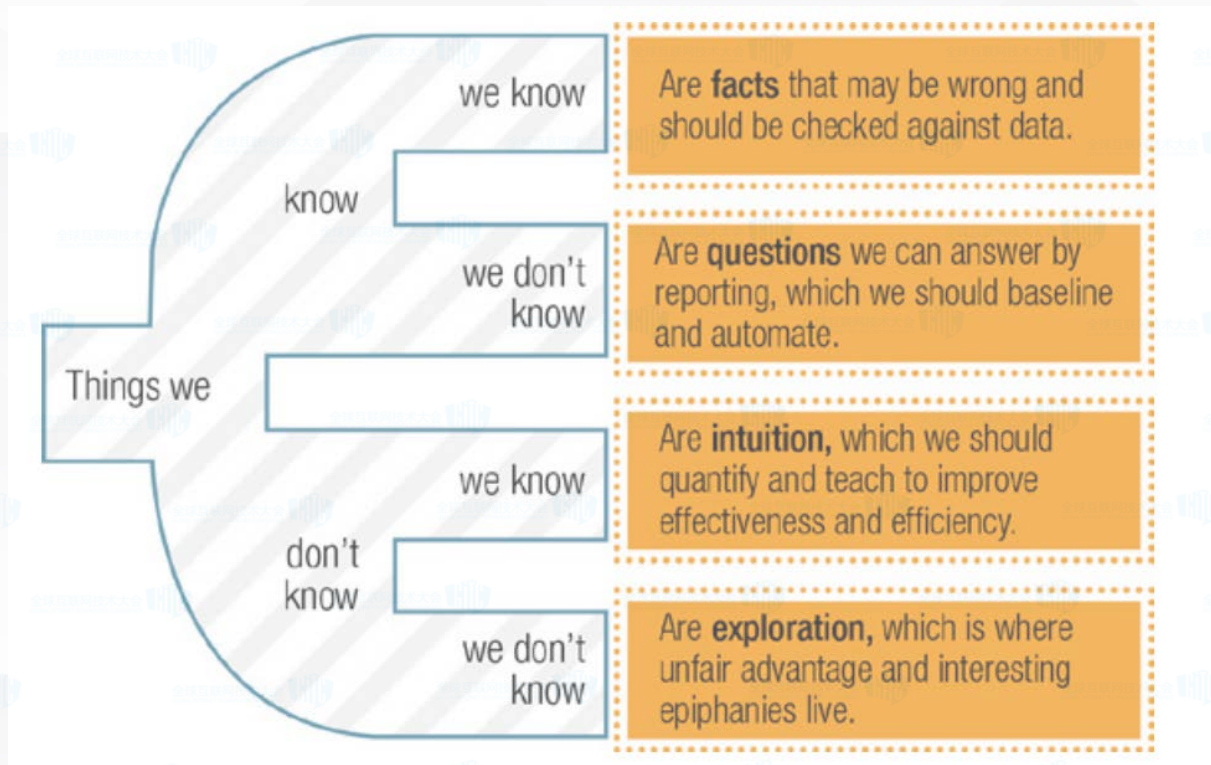 we know
Are facts that may be wrong and
should be checked against data.
know
we don't
know
Are questions we can answer by
reporting, which we should baseline
and automate.
Things we
we know
Are intuition, which we should
quantify and teach to improve
effectiveness and efficiency.
don't
know
we don't
know
Are exploration, which is where
unfair advantage and interesting
epiphanies live.